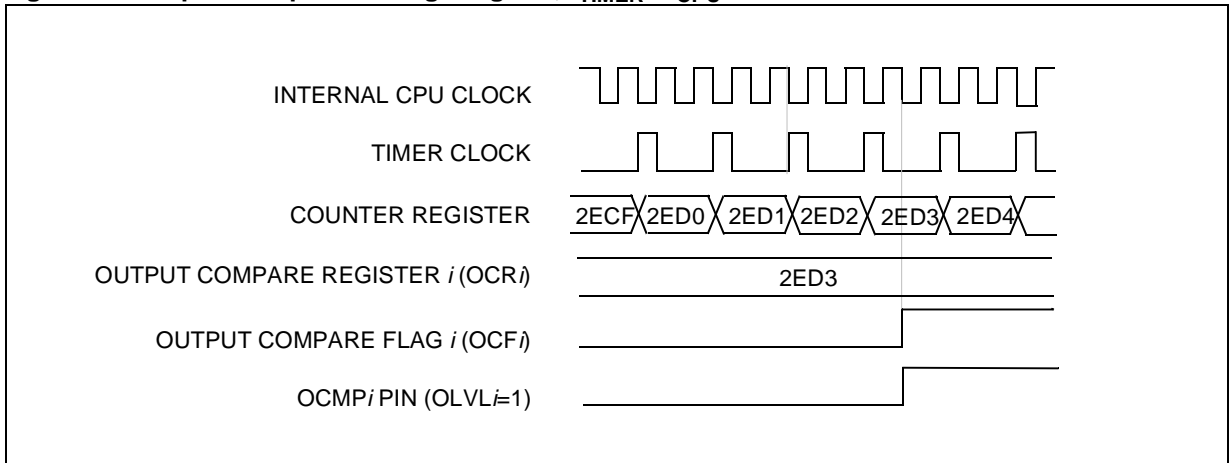 INTERNAL CPU CLOCK
TIMER CLOCK
COUNTER REGISTER
2ECF 2ED0 2ED1 2ED2 2ED3 2ED4
OUTPUT COMPARE REGISTER i (OCRi)
2ED3
OUTPUT COMPARE FLAG i (OCFi)
OCMPi PIN (OLVLi=1)